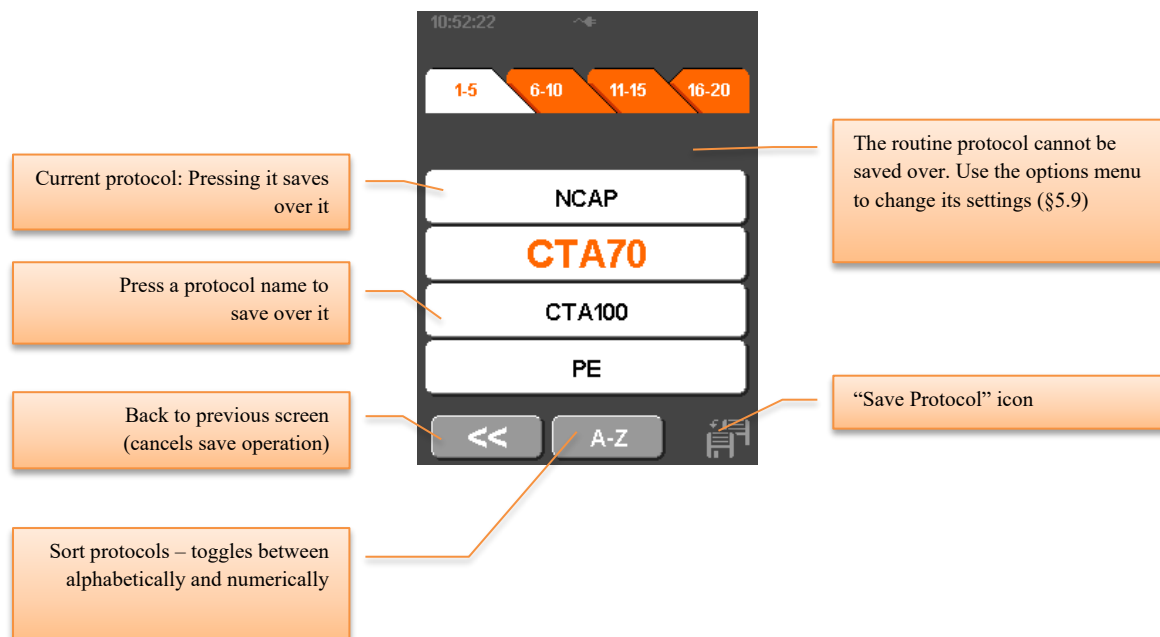 10:52:22
1-5 6-10 11-15 16-20
The routine protocol cannot be
saved over. Use the options menu
to change its settings (§5.9)
Current protocol: Pressing it saves
over it
NCAP
CTA70
Press a protocol name to
save over it
CTA100
PE
Back to previous screen
(cancels save operation)
<< A-Z
“Save Protocol” icon
Sort protocols – toggles between
alphabetically and numerically